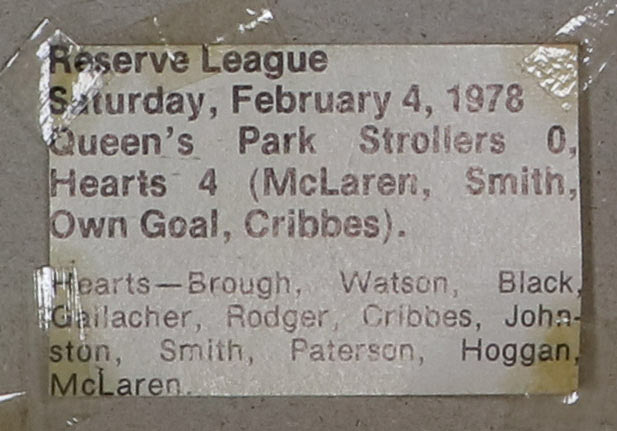 Reserve League
Saturday, February 4, 1978
Queen's Park Strollers 0,
Hearts 4 (McLaren, Smith,
Own Goal, Cribbes).
Hearts—Brough, Watson, Black,
Gallacher, Rodger, Cribbes, John-
ston, Smith, Paterson, Hoggan,
McLaren.